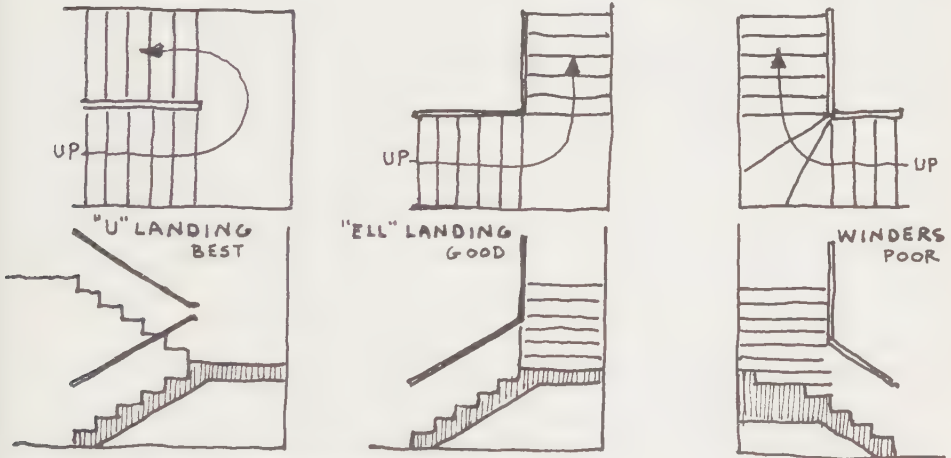 UP
UP
UP
"U" LANDING
BEST
"ELL" LANDING
GOOD
WINDERS
POOR